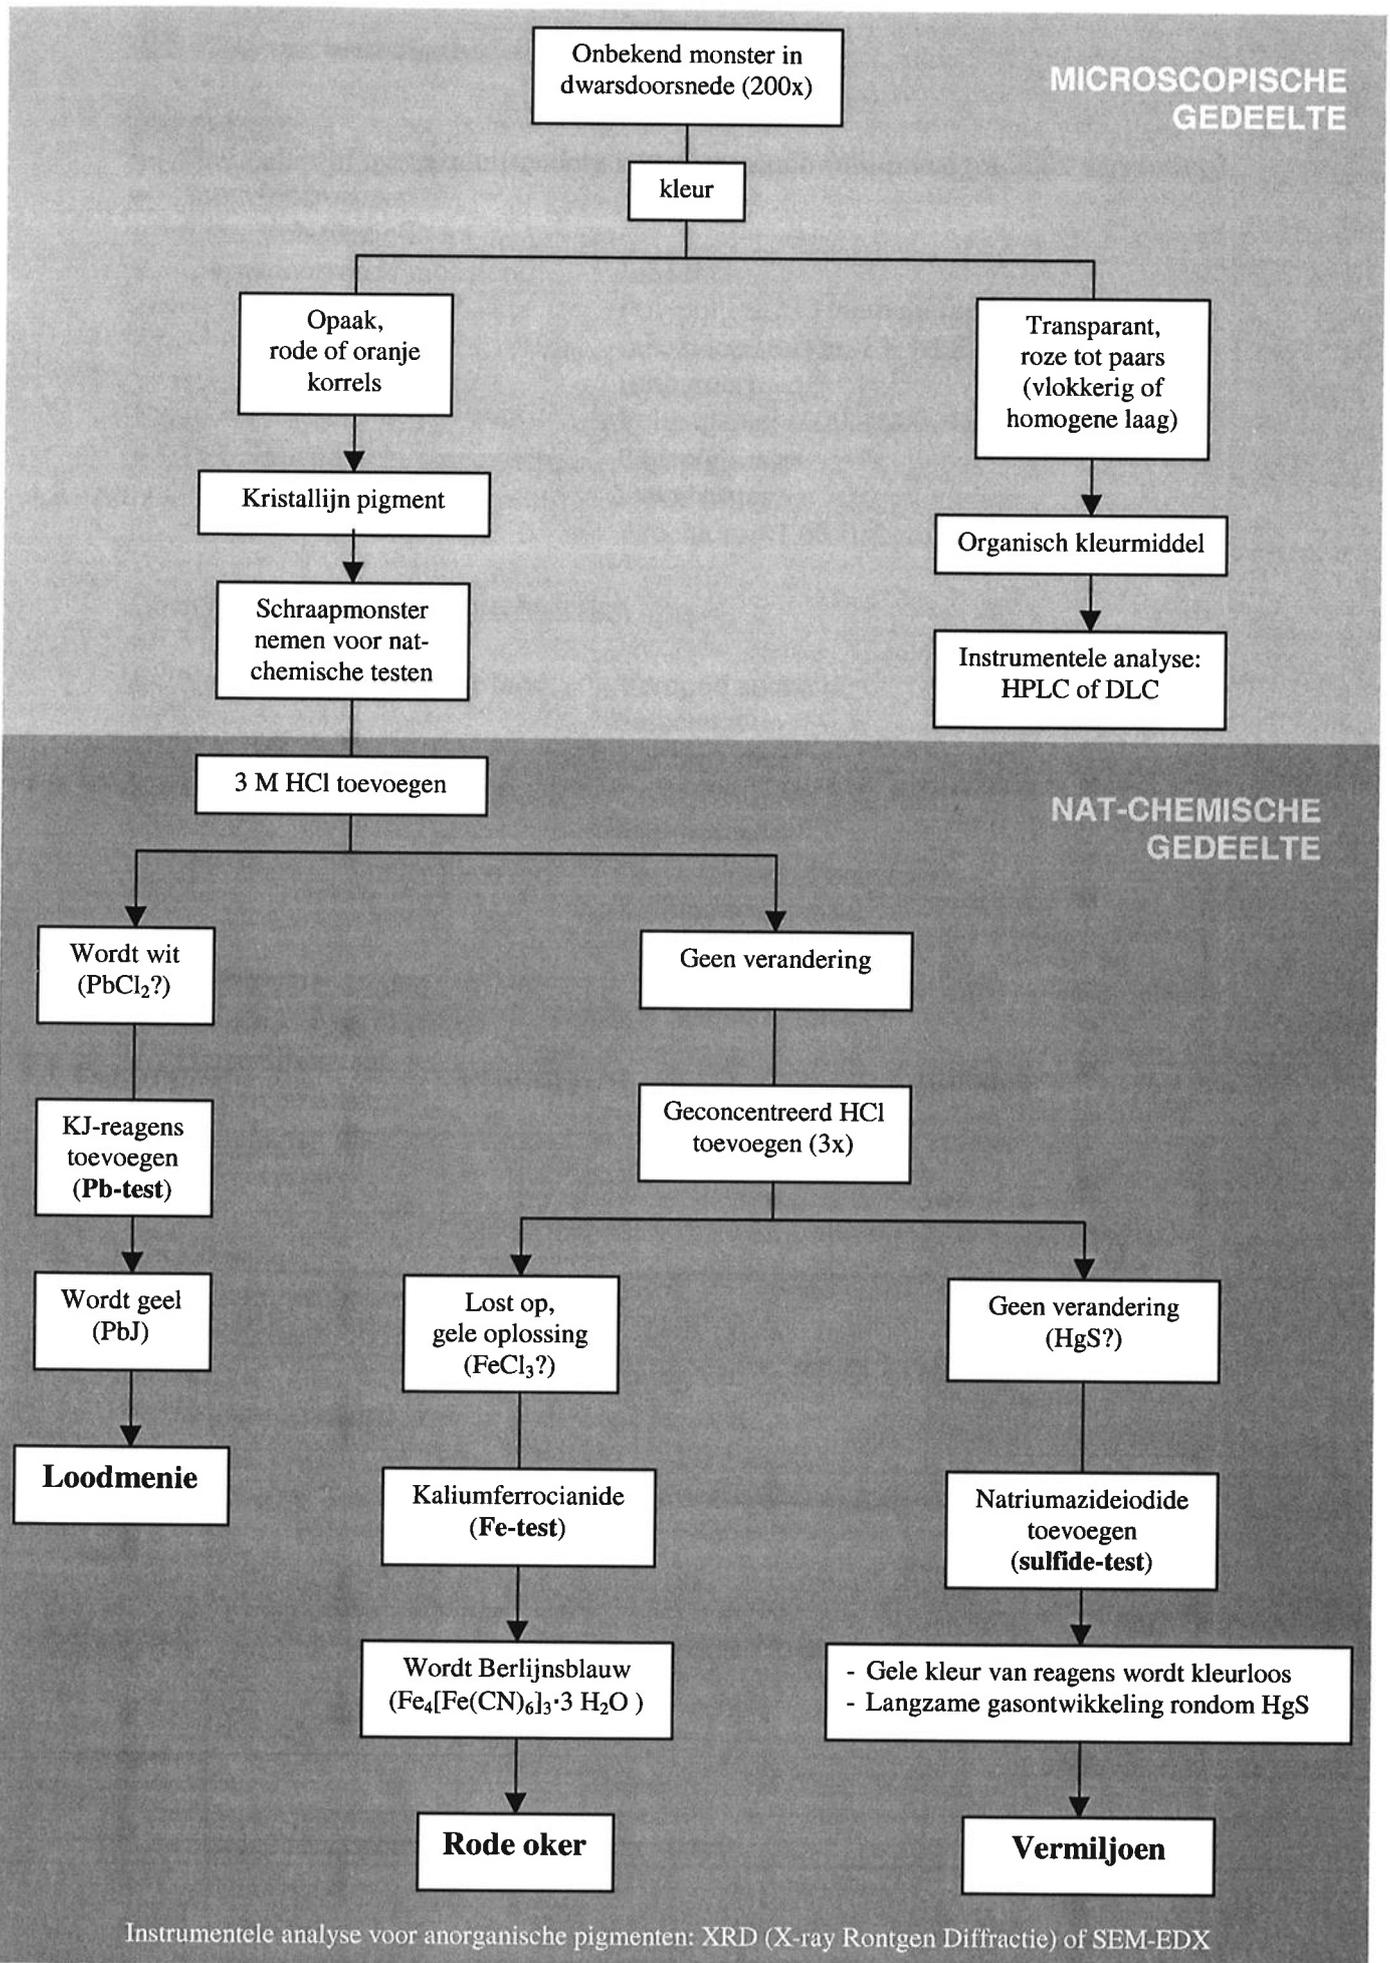 Onbekend monster in
dwarsdoorsnede (200x)
MICROSCOPISCHE
GEDEELTE
kleur
Opaak,
rode of oranje
korrels
Transparant,
roze tot paars
(vlokkerig of
homogene laag)
Kristallijn pigment
Organisch kleurmiddel
Schraapmonster
nemen voor nat-
chemische testen
Instrumentele analyse:
HPLC of DLC
3 M HCl toevoegen
NAT-CHEMISCHE
GEDEELTE
Wordt wit
(PbCl₂?)
Geen verandering
KJ-reagens
toevoegen
(Pb-test)
Geconcentreerd HCl
toevoegen (3x)
Wordt geel
(PbJ)
Lost op,
gele oplossing
(FeCl₃?)
Geen verandering
(HgS?)
Loodmenie
Kaliumferrocianide
(Fe-test)
Natriumazideiodide
toevoegen
(sulfide-test)
Wordt Berlijnsblauw
(Fe₄[Fe(CN)₆]₃·3 H₂O )
- Gele kleur van reagens wordt kleurloos
- Langzame gasontwikkeling rondom HgS
Rode oker
Vermiljoen
Instrumentele analyse voor anorganische pigmenten: XRD (X-ray Rontgen Diffractie) of SEM-EDX